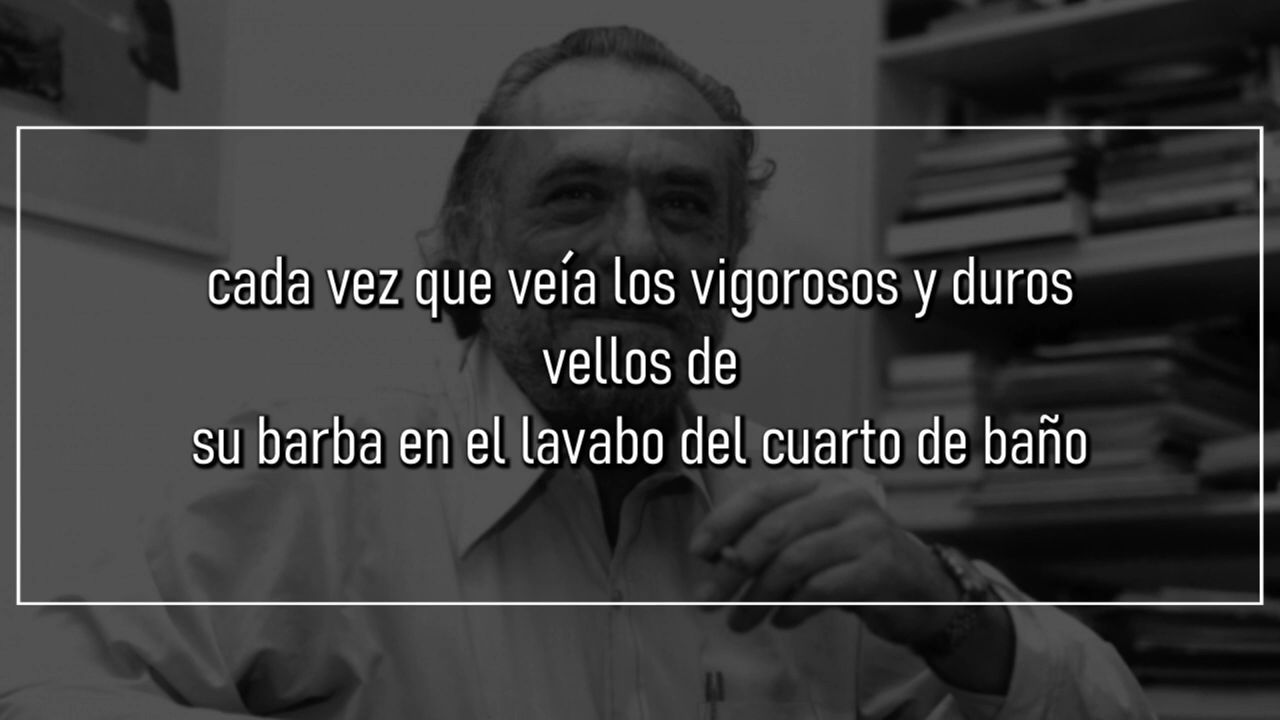 cada vez que veía los vigorosos y duros
vellos de
su barba en el lavabo del cuarto de baño